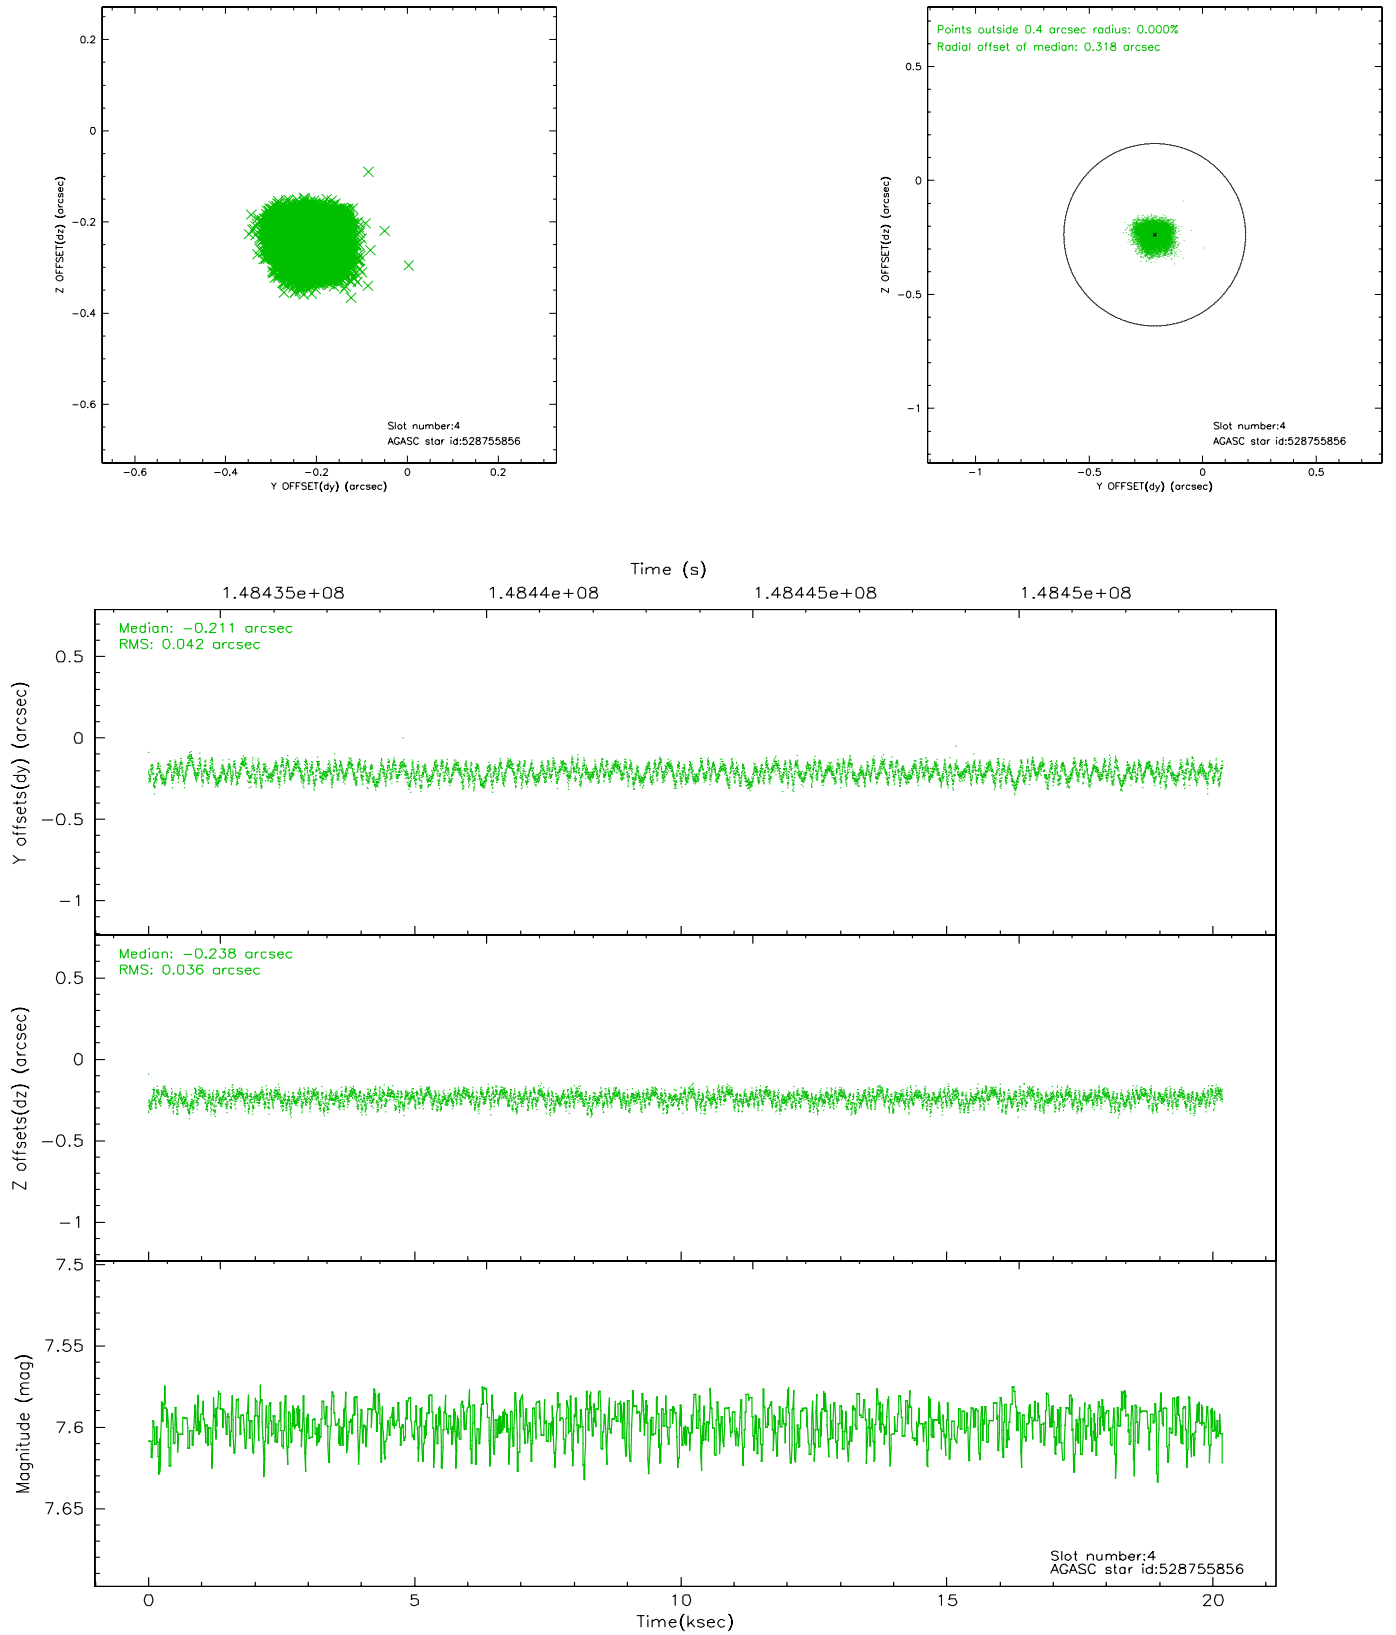 0.2
0
−0.2
−0.4
−0.6
Z OFFSET(dz) (arcsec)
Slot number:4
AGASC star id:528755856
−0.6 −0.4 −0.2 0 0.2
Y OFFSET(dy) (arcsec)
Points outside 0.4 arcsec radius: 0.000%
Radial offset of median: 0.318 arcsec
0.5
0
−0.5
−1
Z OFFSET(dz) (arcsec)
Slot number:4
AGASC star id:528755856
−1 −0.5 0 0.5
Y OFFSET(dy) (arcsec)
Time (s)
1.48435e+08 1.4844e+08 1.48445e+08 1.4845e+08
Median: −0.211 arcsec
RMS: 0.042 arcsec
0.5
0
−0.5
−1
Y offsets(dy) (arcsec)
Median: −0.238 arcsec
RMS: 0.036 arcsec
0.5
0
−0.5
−1
Z offsets(dz) (arcsec)
7.5
7.55
7.6
7.65
Magnitude (mag)
Slot number:4
AGASC star id:528755856
0 5 10 15 20
Time(ksec)